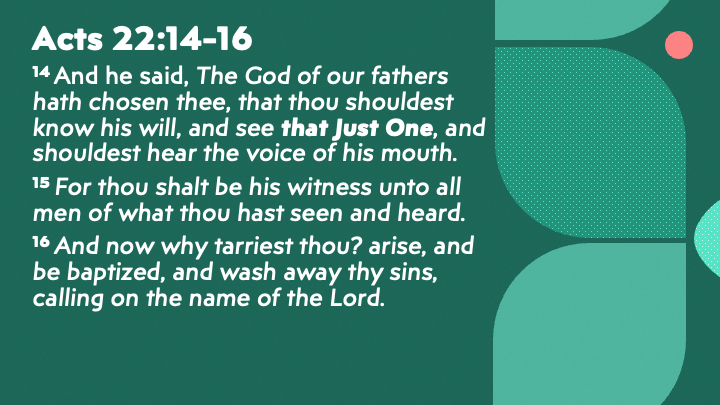 Acts 22:14-16
14 And he said, The God of our fathers
hath chosen thee, that thou shouldest
know his will, and see that Just One, and
shouldest hear the voice of his mouth.
15 For thou shalt be his witness unto all
men of what thou hast seen and heard.
16 And now why tarriest thou? arise, and
be baptized, and wash away thy sins,
calling on the name of the Lord.